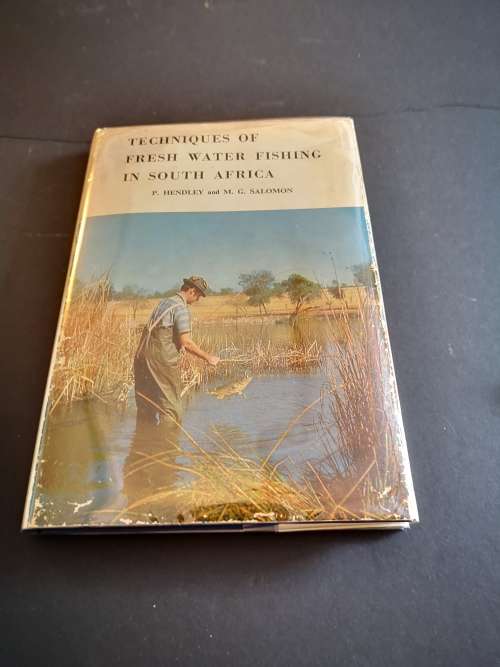 TECHNIQUES OF
FRESH WATER FISHING
IN SOUTH AFRICA
P. HENDLEY and M. G. SALOMON